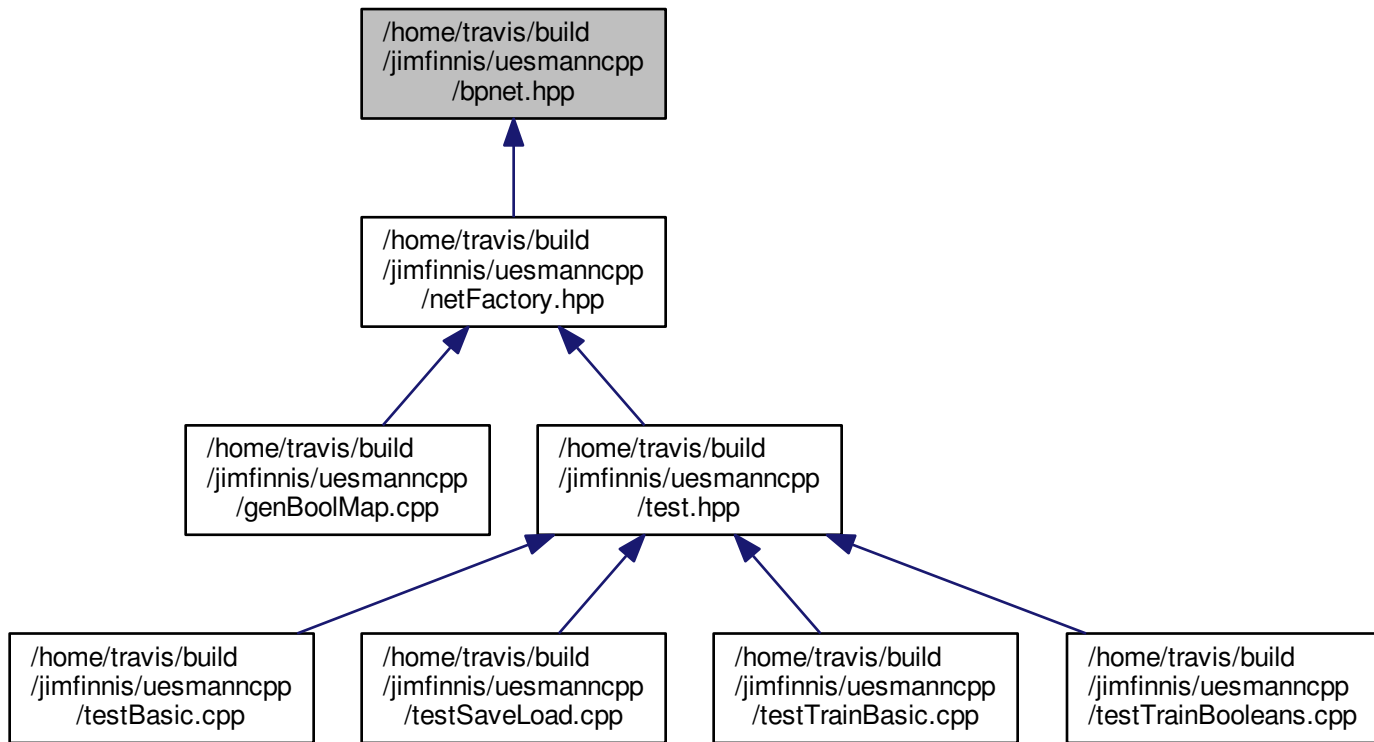 /home/travis/build
/jimfinnis/uesmanncpp
/bpnet.hpp
/home/travis/build
/jimfinnis/uesmanncpp
/netFactory.hpp
/home/travis/build
/jimfinnis/uesmanncpp
/genBoolMap.cpp
/home/travis/build
/jimfinnis/uesmanncpp
/test.hpp
/home/travis/build
/jimfinnis/uesmanncpp
/testBasic.cpp
/home/travis/build
/jimfinnis/uesmanncpp
/testSaveLoad.cpp
/home/travis/build
/jimfinnis/uesmanncpp
/testTrainBasic.cpp
/home/travis/build
/jimfinnis/uesmanncpp
/testTrainBooleans.cpp